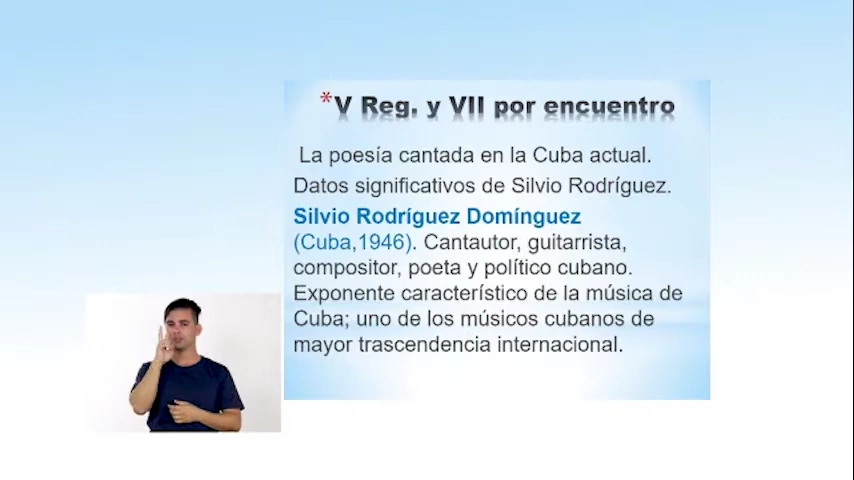 *V Reg. y VII por encuentro
La poesía cantada en la Cuba actual.
Datos significativos de Silvio Rodríguez.
Silvio Rodríguez Domínguez
(Cuba,1946). Cantautor, guitarrista,
compositor, poeta y político cubano.
Exponente característico de la música de
Cuba; uno de los músicos cubanos de
mayor trascendencia internacional.